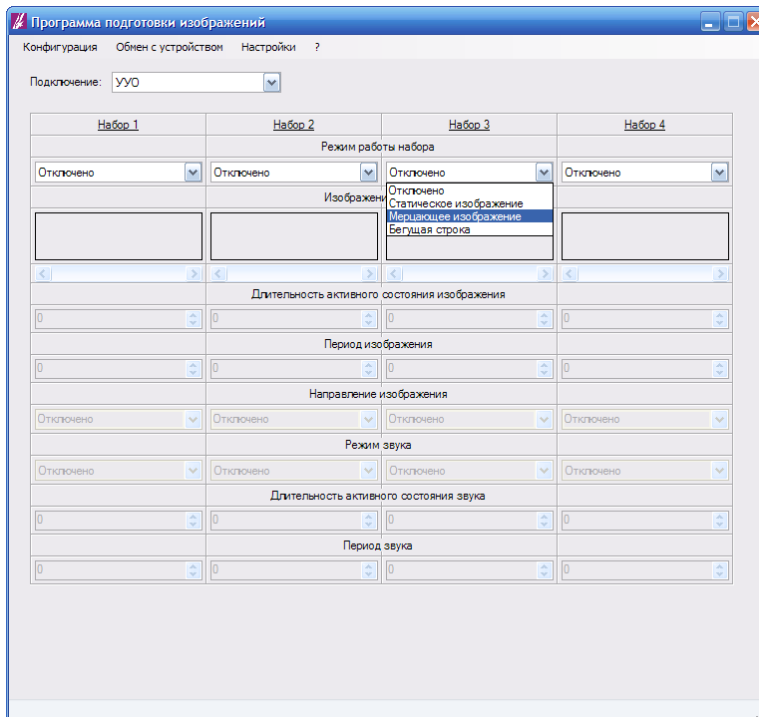 Программа подготовки изображений
Конфигурация Обмен с устройством Настройки ?
Подключение: УУО
Набор 1 Набор 2 Набор 3 Набор 4
Режим работы набора
Отключено Отключено Отключено Отключено
Отключено
Изображени Статическое изображение
Мерцающее изображение
Бегущая строка
Длительность активного состояния изображения
0 0 0 0
Период изображения
0 0 0 0
Направление изображения
Отключено Отключено Отключено Отключено
Режим звука
Отключено Отключено Отключено Отключено
Длительность активного состояния звука
0 0 0 0
Период звука
0 0 0 0